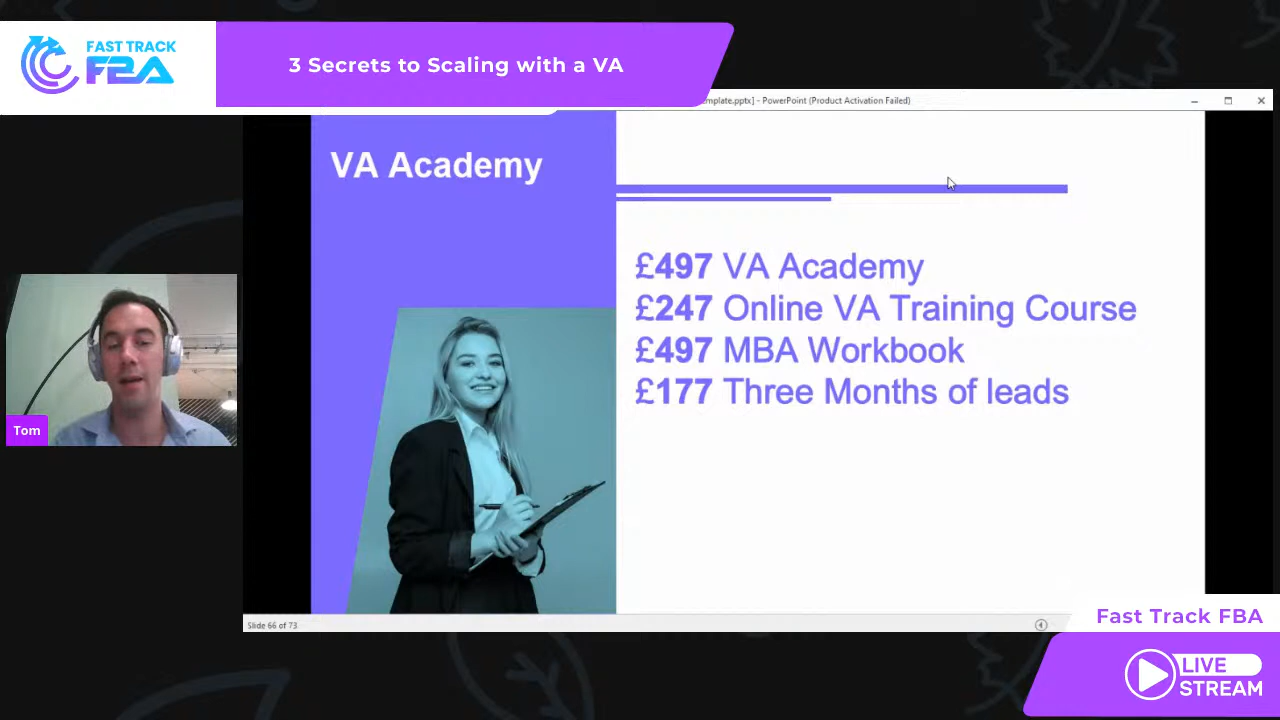 FAST TRACK
FBA
3 Secrets to Scaling with a VA
emplate.pptx] - PowerPoint (Product Activation Failed)
VA Academy
£497 VA Academy
£247 Online VA Training Course
£497 MBA Workbook
£177 Three Months of leads
Tom
Slide 66 of 73
Fast Track FBA
LIVE
STREAM